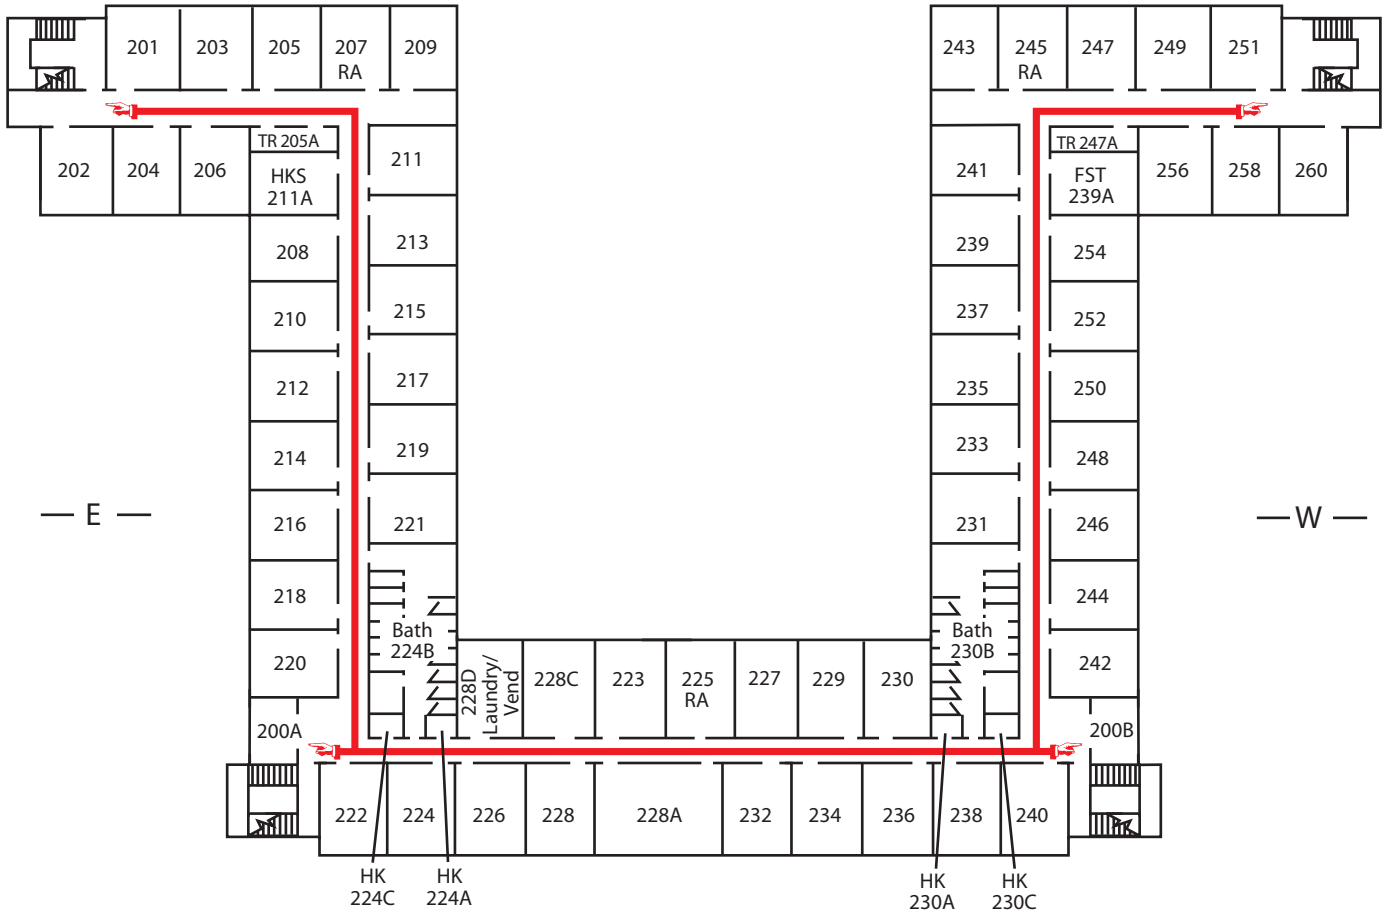 201 203 205 207 209
RA
243 245 247 249 251
RA
TR 205A
TR 247A
202 204 206
HKS
211A
211
241
FST
239A
256 258 260
208 213
239 254
210 215
237 252
212 217
235 250
214 219
233 248
E
216 221
231 246
W
218
244
Bath
224B
Bath
230B
220
242
228D
Laundry/
Vend
228C 223 225 227 229 230
RA
200A
200B
222 224 226 228 228A 232 234 236 238 240
HK
224C
HK
224A
HK
230A
HK
230C